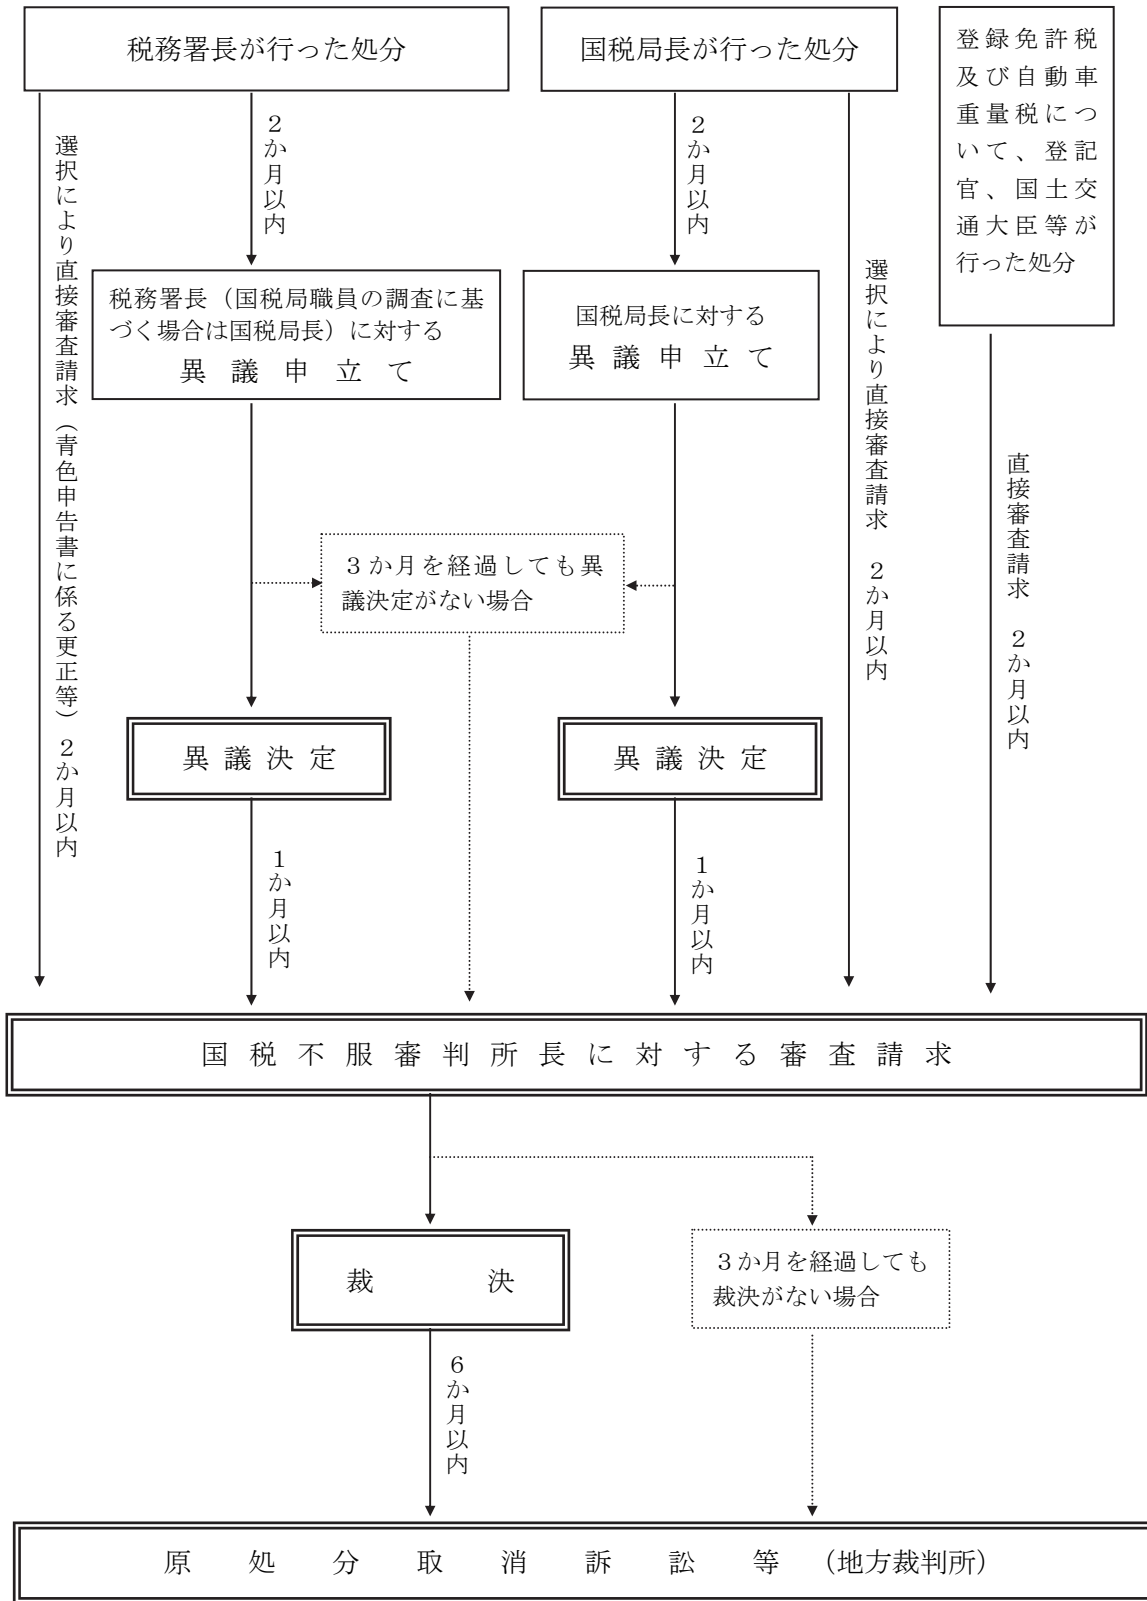 税務署長が行った処分
国税局長が行った処分
登録免許税
及び自動車
重量税につ
いて、登記
官、国土交
通大臣等が
行った処分
選択により直接審査請求（青色申告書に係る更正等）２か月以内
２か月以内
２か月以内
選択により直接審査請求　２か月以内
直接審査請求　２か月以内
税務署長（国税局職員の調査に基
づく場合は国税局長）に対する
異議申立て
国税局長に対する
異議申立て
３か月を経過しても異
議決定がない場合
異議決定
異議決定
１か月以内
１か月以内
国税不服審判所長に対する審査請求
裁決
３か月を経過しても
裁決がない場合
６か月以内
原処分取消訴訟等（地方裁判所）